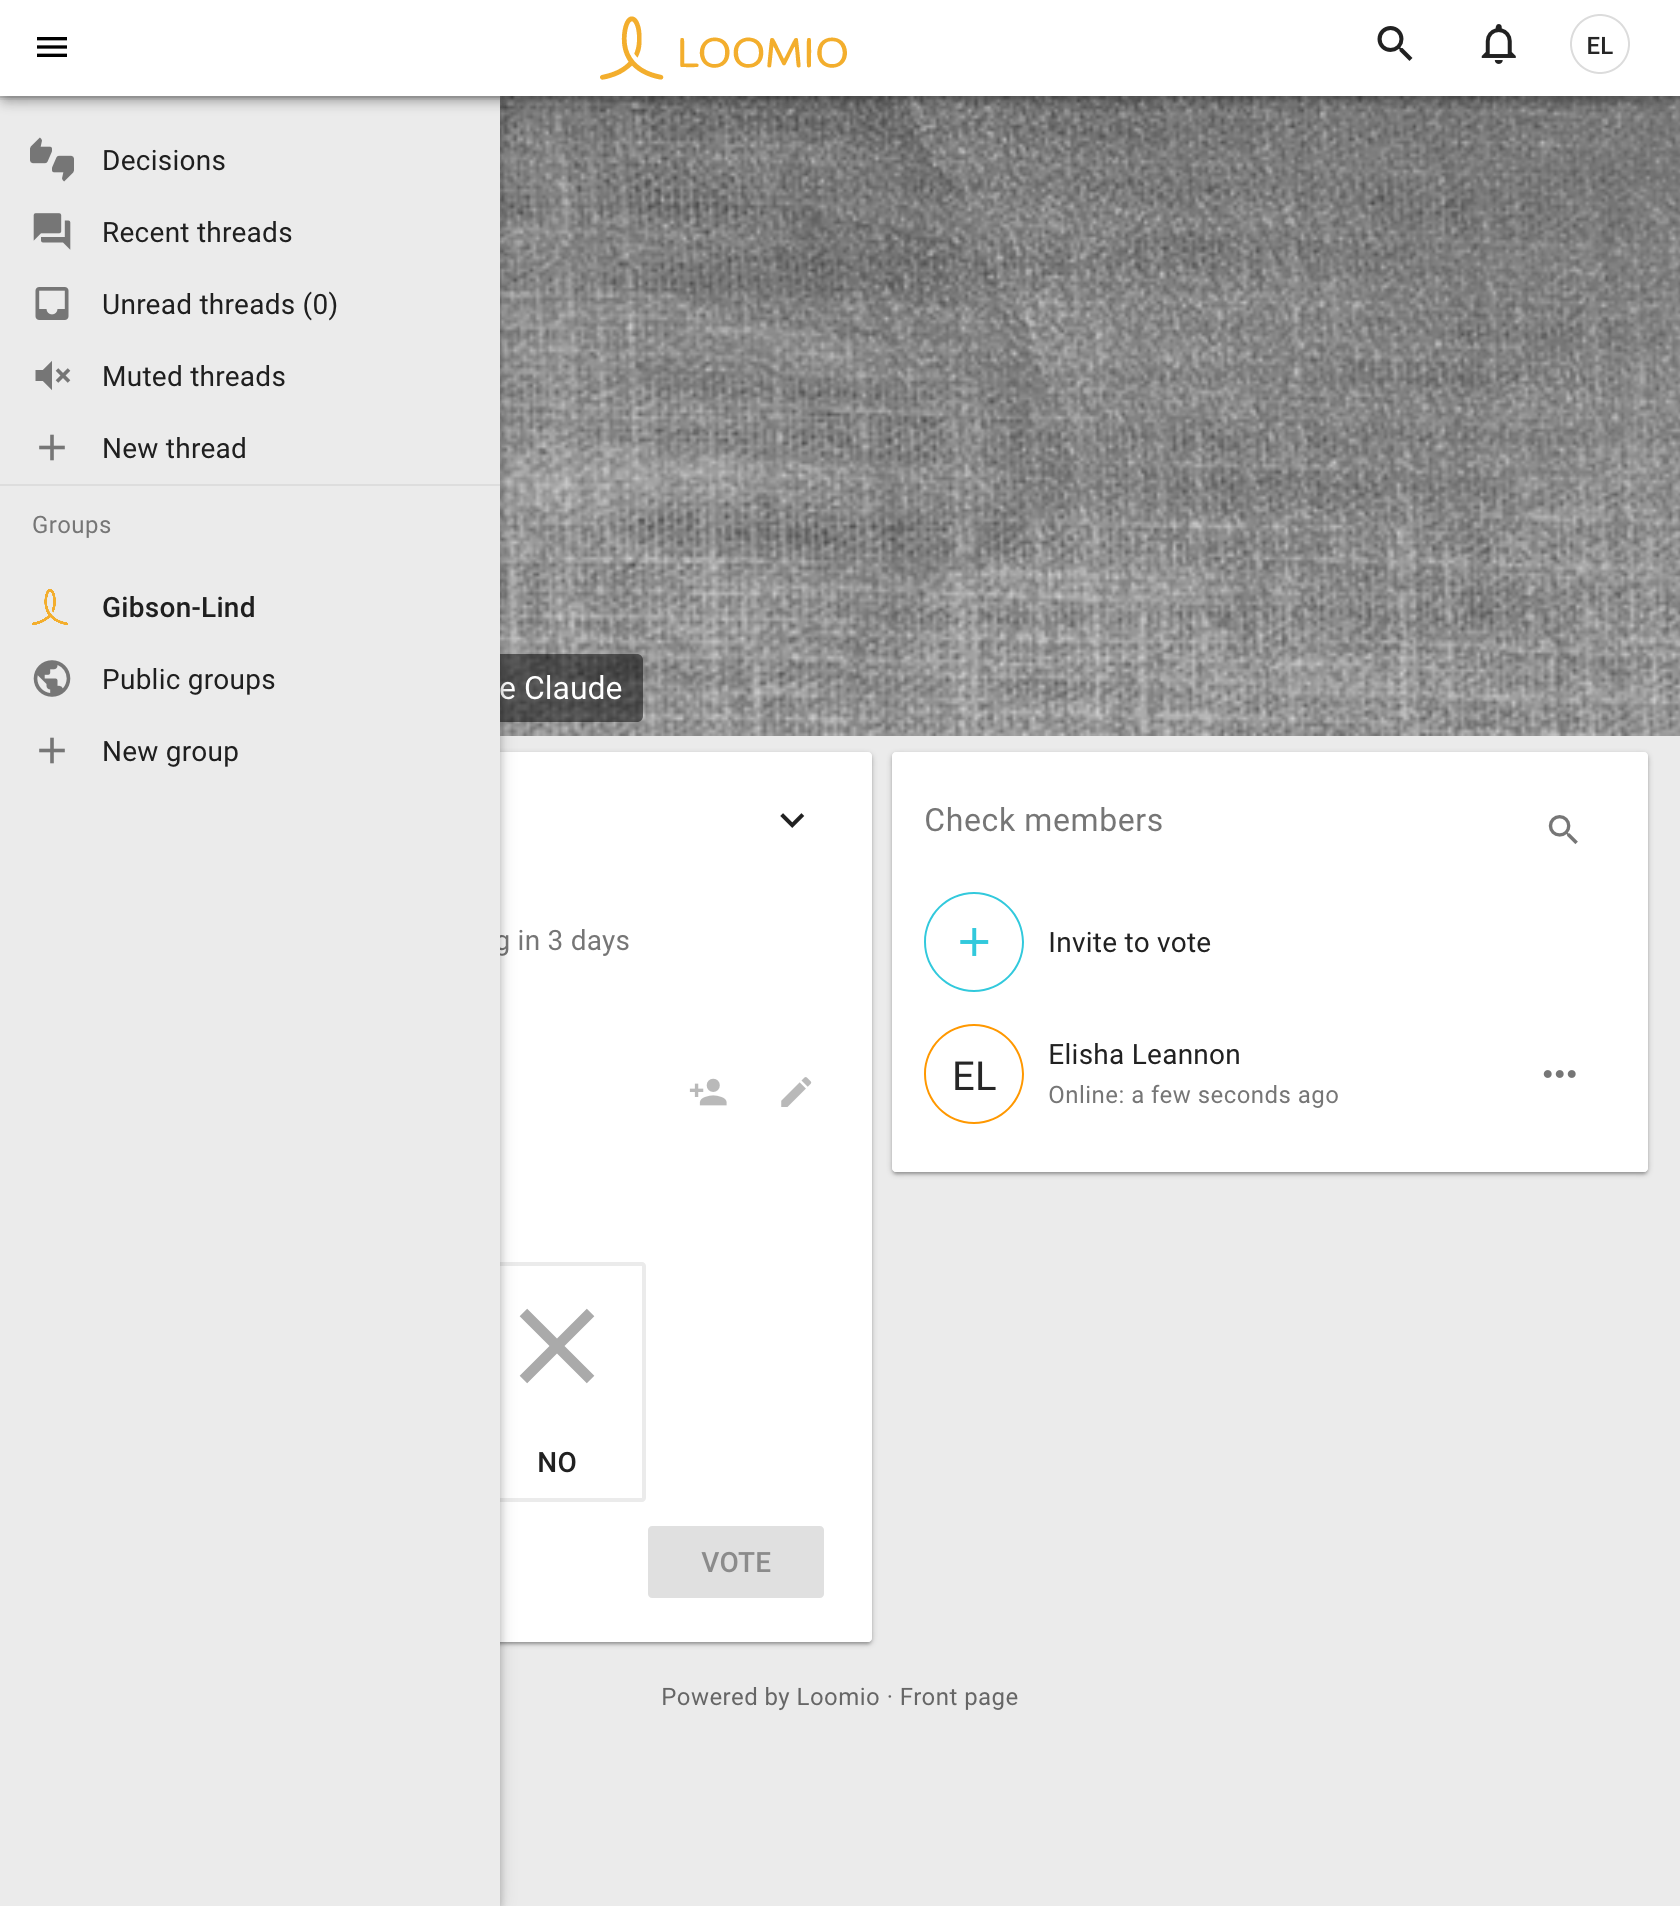 LOOMIO
EL
Decisions
Recent threads
Unread threads (0)
Muted threads
New thread
Groups
Gibson-Lind
Public groups
New group
e Claude
g in 3 days
NO
VOTE
Check members
Invite to vote
EL
Elisha Leannon
Online: a few seconds ago
Powered by Loomio · Front page